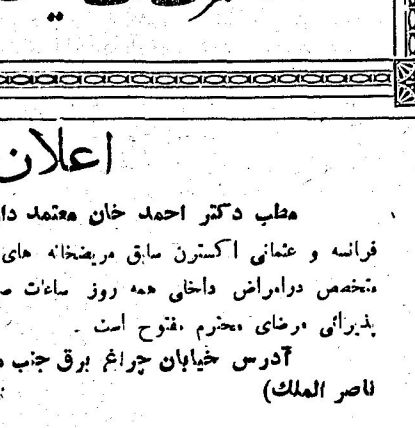 اعلان
مطب دکتر احمد خان معتمد
فرانسه و عثمانی اکسترن سابق مریضخانه های
متخصص درامراض داخلی همه روز ساعات
پذیرائی مرضای محترم مفتوح است .
آدرس خیابان چراغ برق جنب
ناصر الملك)